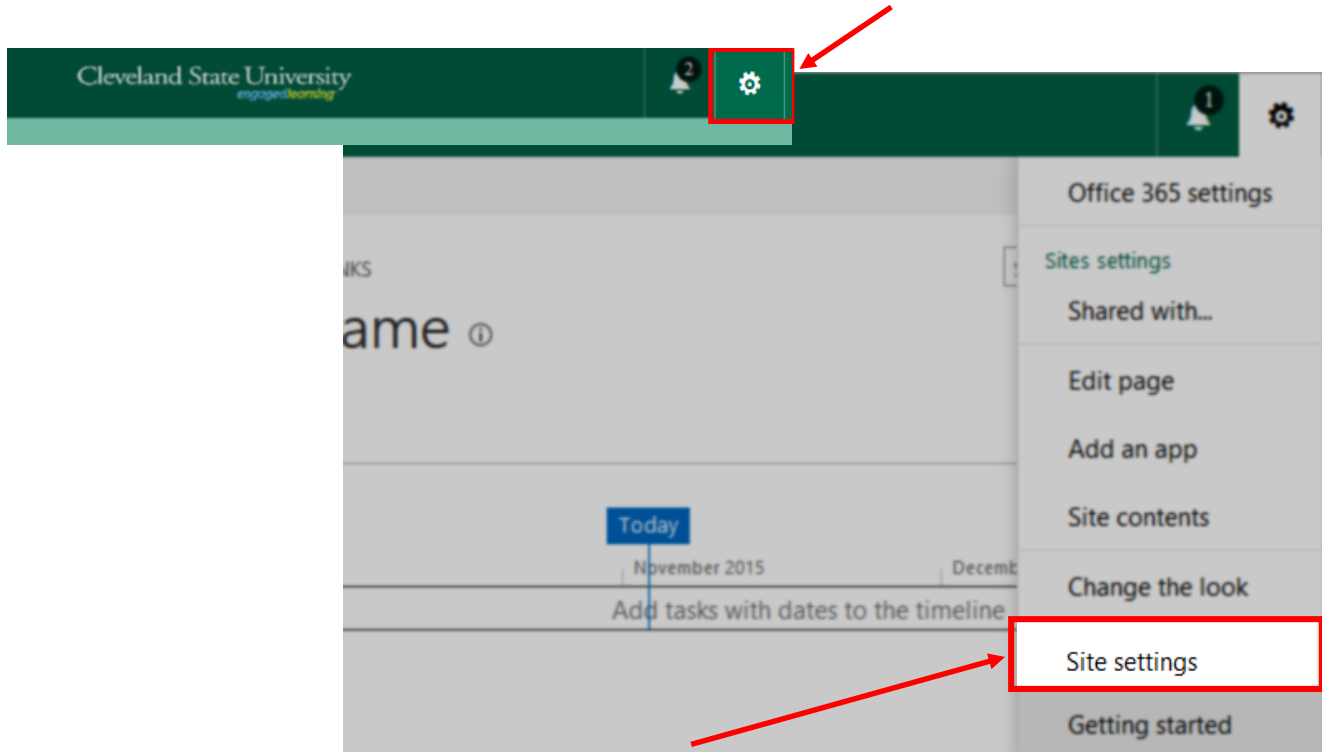 Cleveland State University
engagedlearning
2
1
Office 365 settings
Sites settings
Shared with...
Edit page
Add an app
Site contents
Change the look
Site settings
Getting started
NKS
ame
Today
November 2015
Decemb
Add tasks with dates to the timeline